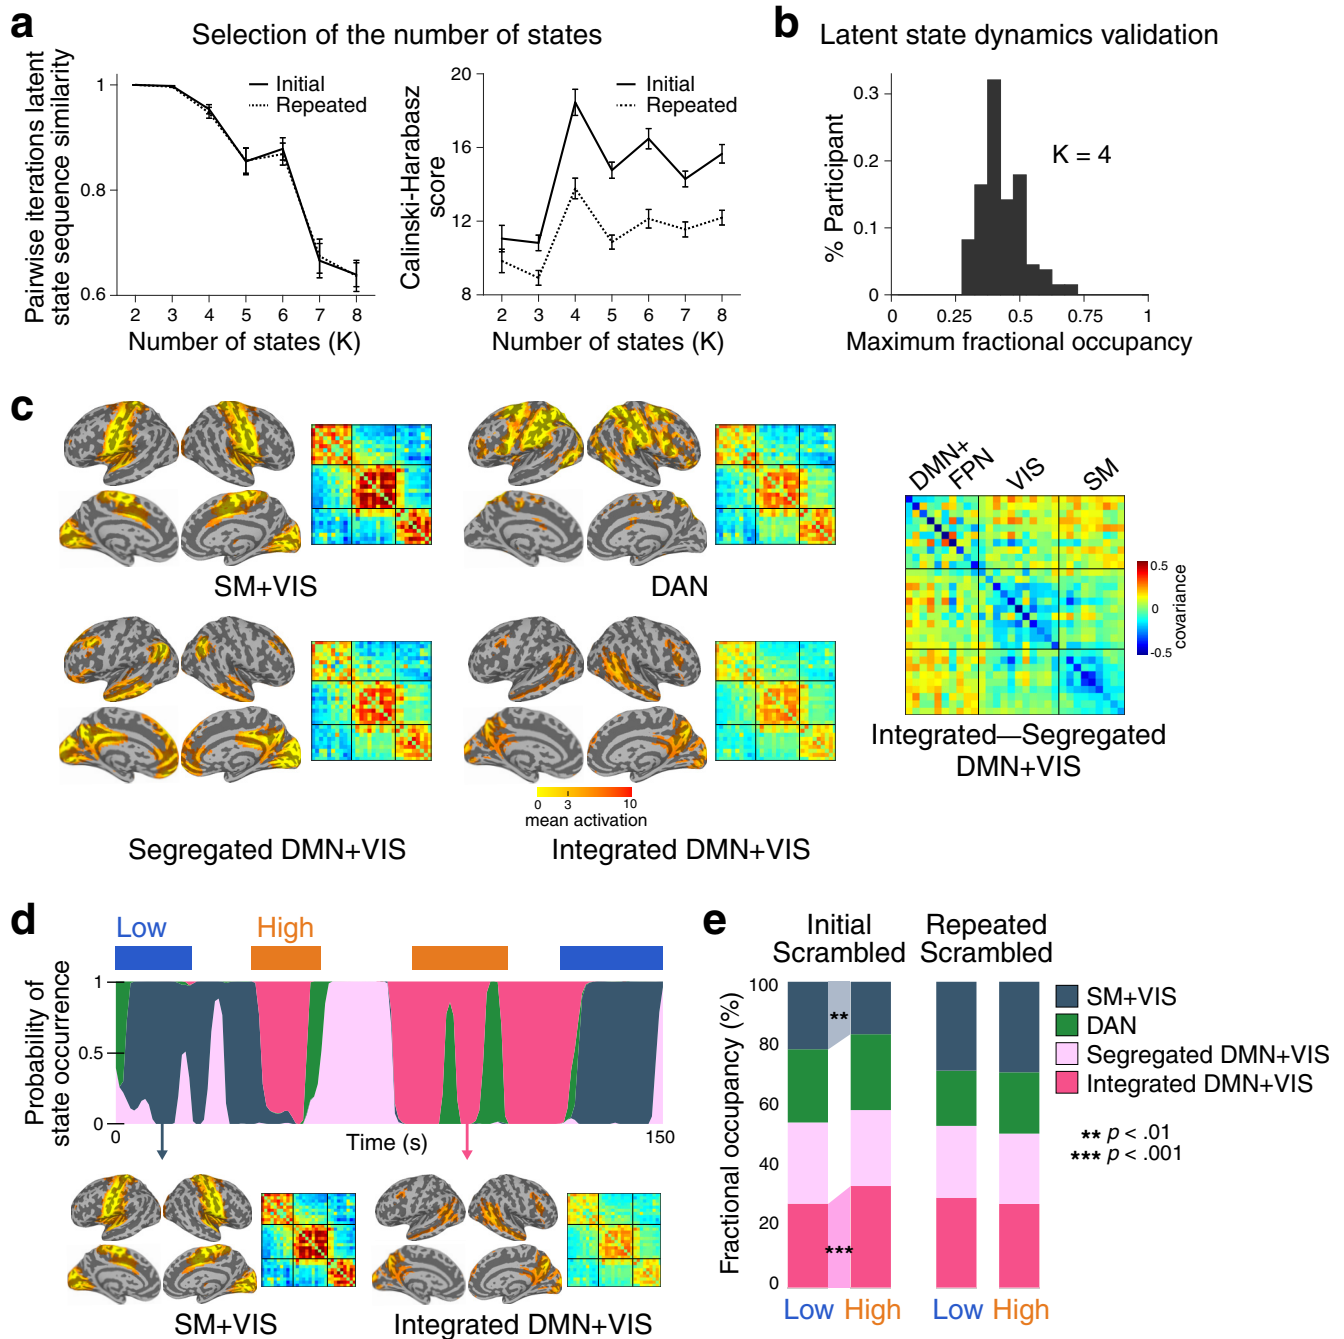 a
Selection of the number of states
Pairwise iterations latent
state sequence similarity
1
0.8
0.6
Initial
Repeated
2 3 4 5 6 7 8
Number of states (K)
Calinski-Harabasz
score
20
16
12
8
Initial
Repeated
2 3 4 5 6 7 8
Number of states (K)
b
Latent state dynamics validation
% Participant
0.3
0.2
0.1
0
K = 4
0 0.25 0.5 0.75 1
Maximum fractional occupancy
c
SM+VIS
DAN
Segregated DMN+VIS
Integrated DMN+VIS
0 3 10
mean activation
DMN+
FPN
VIS
SM
0.5
0
-0.5
covariance
Integrated—Segregated
DMN+VIS
d
Low
High
Probability of
state occurrence
1
0.5
0
0 Time (s) 150
SM+VIS
Integrated DMN+VIS
e
Initial
Scrambled
Repeated
Scrambled
Fractional occupancy (%)
100
80
60
40
20
0
**
***
Low High
Low High
SM+VIS
DAN
Segregated DMN+VIS
Integrated DMN+VIS
** p < .01
*** p < .001